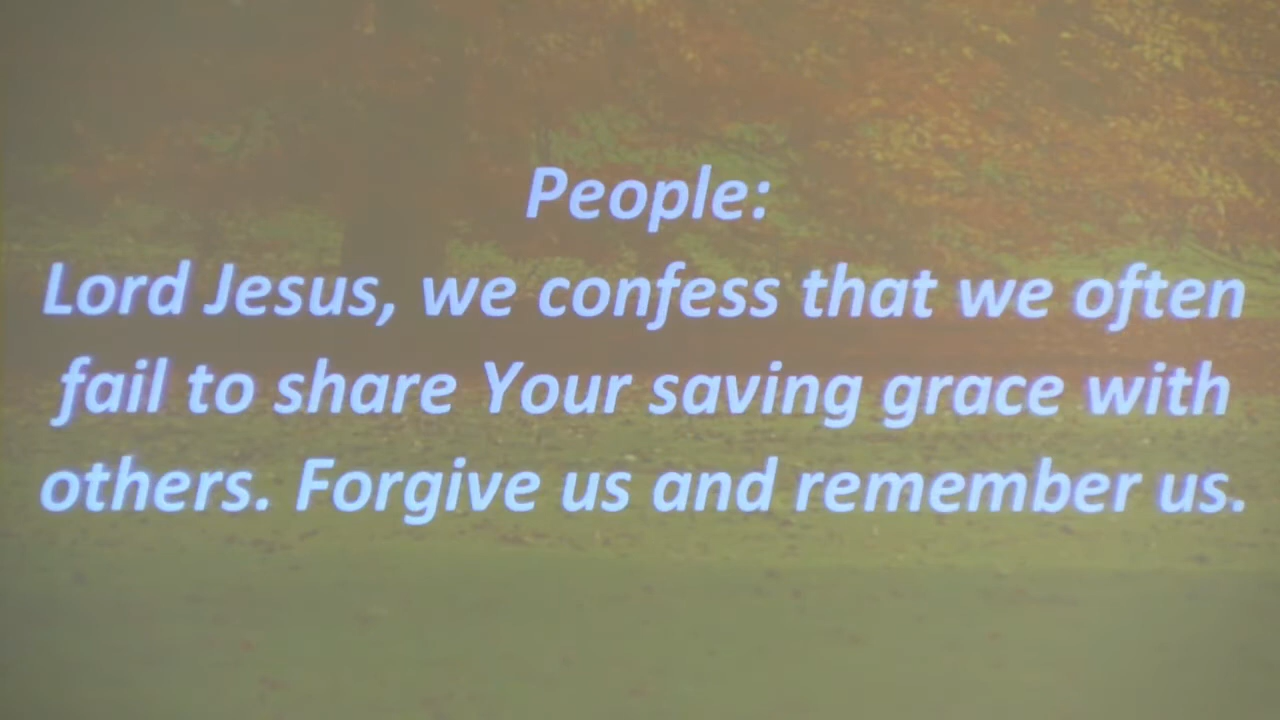 People:
Lord Jesus, we confess that we often
fail to share Your saving grace with
others. Forgive us and remember us.